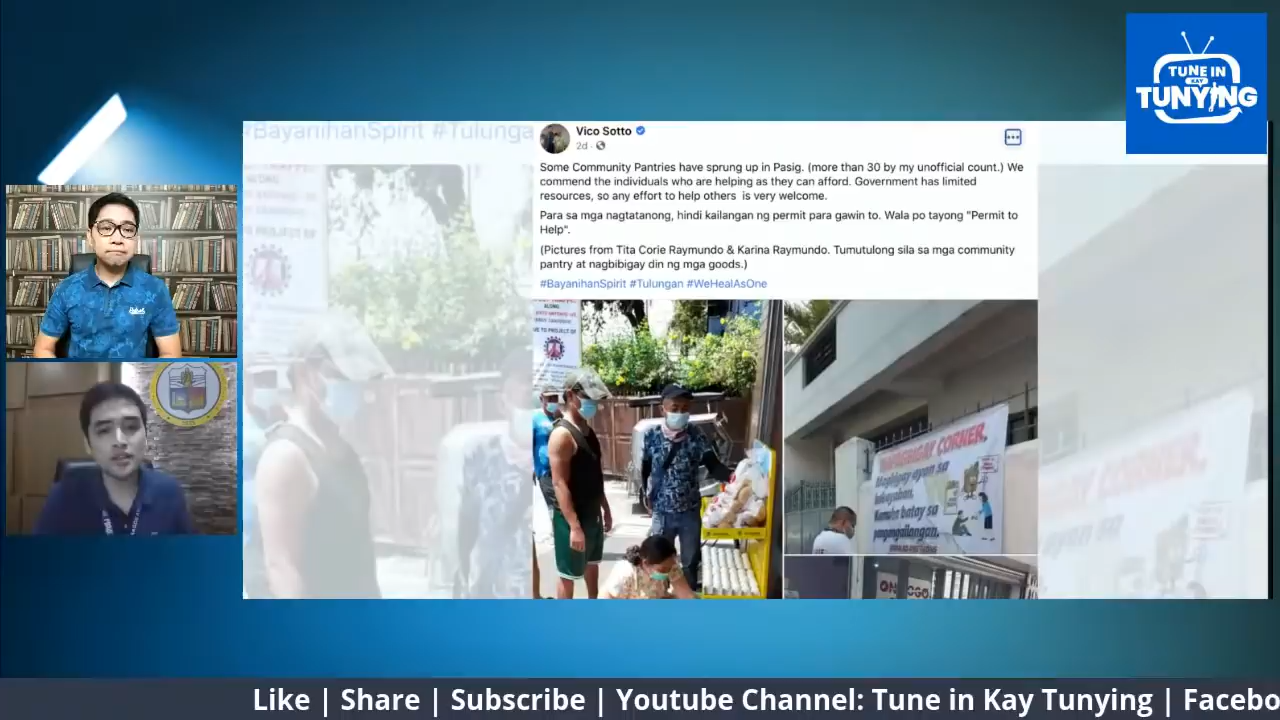 TUNE IN
KAY
TUNYING
#BayanihanSpirit #Tulunga
Vico Sotto
2d
Some Community Pantries have sprung up in Pasig. (more than 30 by my unofficial count.) We
commend the individuals who are helping as they can afford. Government has limited
resources, so any effort to help others is very welcome.
Para sa mga nagtatanong, hindi kailangan ng permit para gawin to. Wala po tayong "Permit to
Help".
(Pictures from Tita Corie Raymundo & Karina Raymundo. Tumutulong sila sa mga community
pantry at nagbibigay din ng mga goods.)
#BayanihanSpirit #Tulungan #WeHealAsOne
ALONG
PROJECT OF
CORNER.
Magbigay ayon sa
kakayahan.
Kumuha batay sa
pangangailangan.
Like | Share | Subscribe | Youtube Channel: Tune in Kay Tunying | Facebo